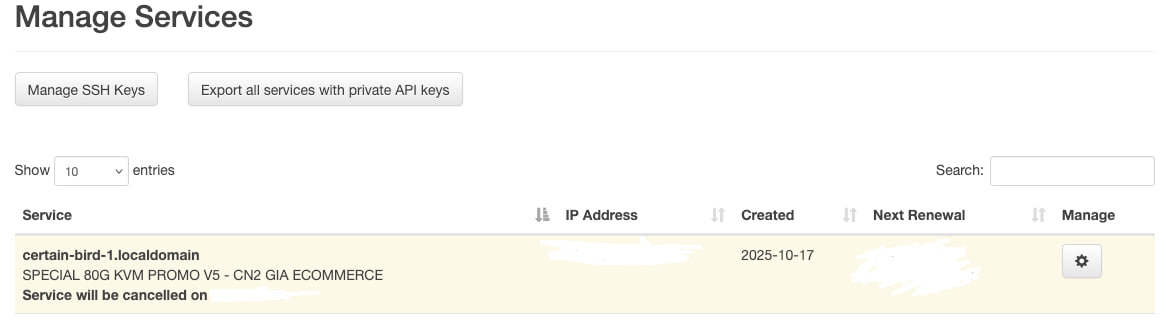 Manage Services
Manage SSH Keys
Export all services with private API keys
Show 10 entries
Search:
Service
IP Address
Created
Next Renewal
Manage
certain-bird-1.localdomain
2025-10-17
SPECIAL 80G KVM PROMO V5 - CN2 GIA ECOMMERCE
Service will be cancelled on